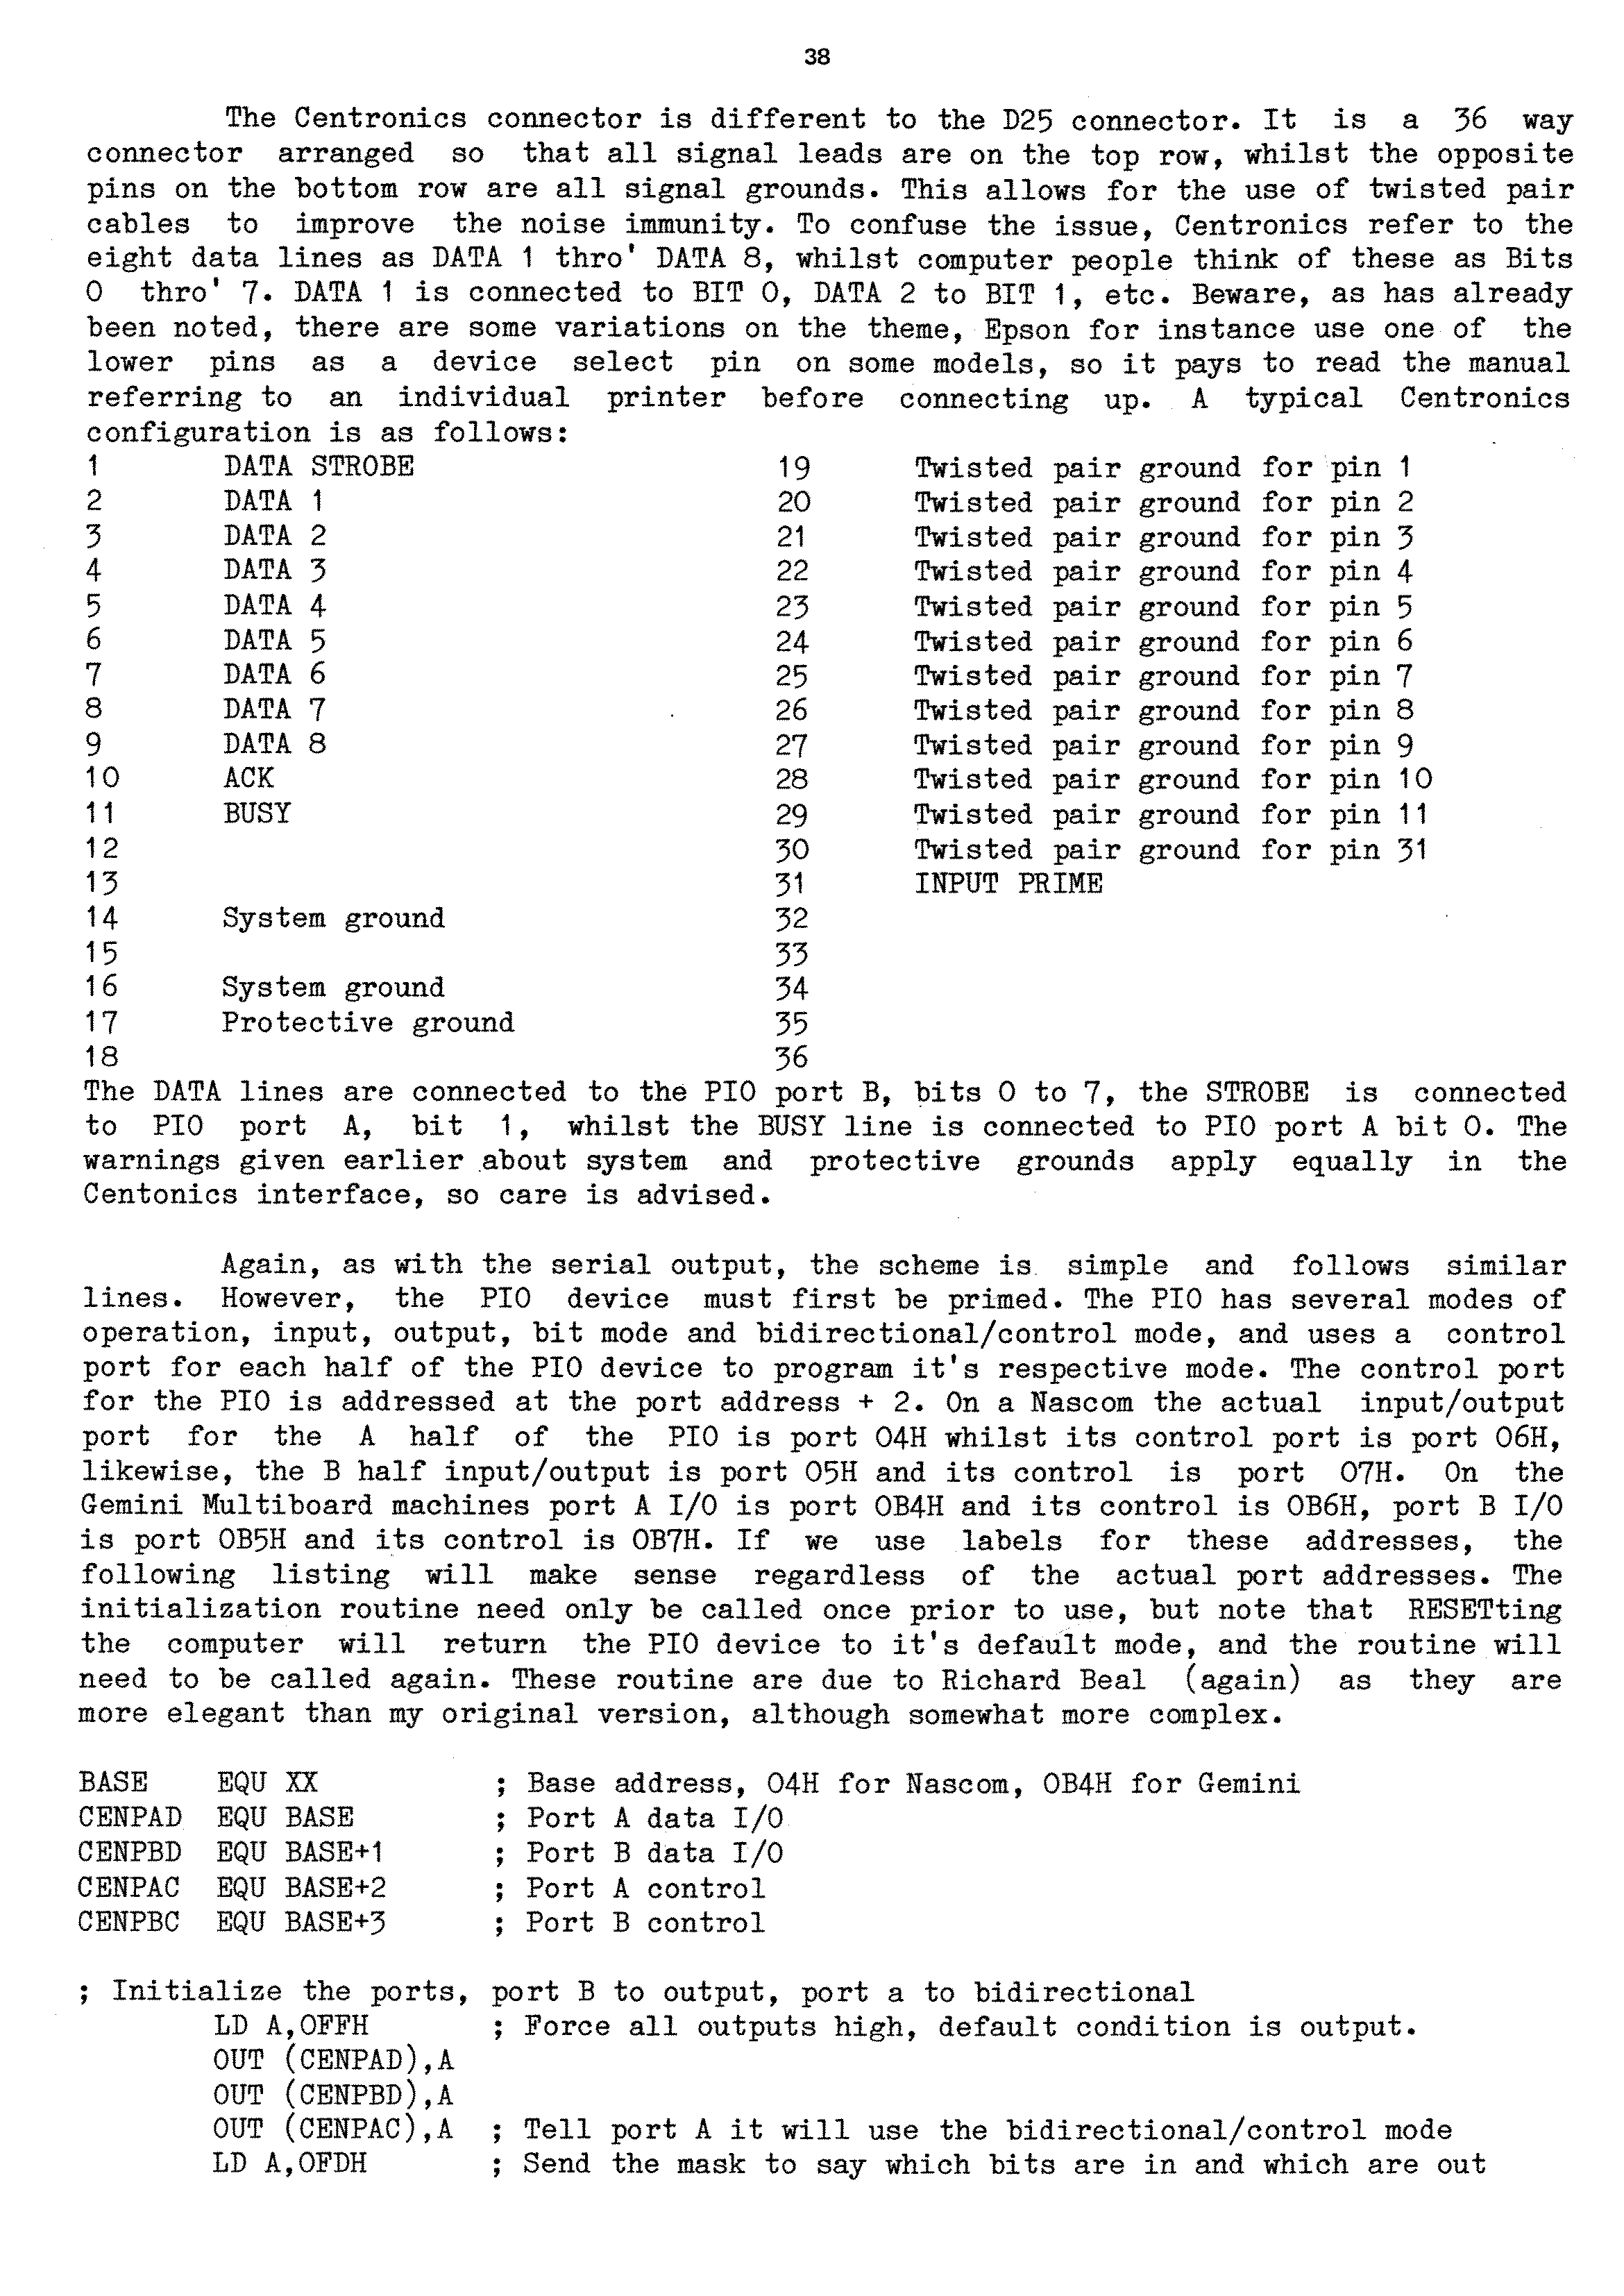 38
The Centronics connector is different to the D25 connector. It is a 36 way
connector arranged so that all signal leads are on the top row, whilst the opposite
pins on the bottom row are all signal grounds. This allows for the use of twisted pair
cables to improve the noise immunity. To confuse the issue, Centronics refer to the
eight data lines as DATA 1 thro' DATA 8, whilst computer people think of these as Bits
0 thro' 7. DATA 1 is connected to BIT 0, DATA 2 to BIT 1, etc. Beware, as has already
been noted, there are some variations on the theme, Epson for instance use one of the
lower pins as a device select pin on some models, so it pays to read the manual
referring to an individual printer before connecting up. A typical Centronics
configuration is as follows:
1 DATA STROBE 19 Twisted pair ground for pin 1
2 DATA 1 20 Twisted pair ground for pin 2
3 DATA 2 21 Twisted pair ground for pin 3
4 DATA 3 22 Twisted pair ground for pin 4
5 DATA 4 23 Twisted pair ground for pin 5
6 DATA 5 24 Twisted pair ground for pin 6
7 DATA 6 25 Twisted pair ground for pin 7
8 DATA 7 26 Twisted pair ground for pin 8
9 DATA 8 27 Twisted pair ground for pin 9
10 ACK 28 Twisted pair ground for pin 10
11 BUSY 29 Twisted pair ground for pin 11
12 30 Twisted pair ground for pin 31
13 31 INPUT PRIME
14 System ground 32
15 33
16 System ground 34
17 Protective ground 35
18 36
The DATA lines are connected to the PIO port B, bits 0 to 7, the STROBE is connected
to PIO port A, bit 1, whilst the BUSY line is connected to PIO port A bit 0. The
warnings given earlier about system and protective grounds apply equally in the
Centonics interface, so care is advised.
Again, as with the serial output, the scheme is simple and follows similar
lines. However, the PIO device must first be primed. The PIO has several modes of
operation, input, output, bit mode and bidirectional/control mode, and uses a control
port for each half of the PIO device to program it's respective mode. The control port
for the PIO is addressed at the port address + 2. On a Nascom the actual input/output
port for the A half of the PIO is port 04H whilst its control port is port 06H,
likewise, the B half input/output is port 05H and its control is port 07H. On the
Gemini Multiboard machines port A I/O is port 0B4H and its control is 0B6H, port B I/O
is port 0B5H and its control is 0B7H. If we use labels for these addresses, the
following listing will make sense regardless of the actual port addresses. The
initialization routine need only be called once prior to use, but note that RESETting
the computer will return the PIO device to it's default mode, and the routine will
need to be called again. These routine are due to Richard Beal (again) as they are
more elegant than my original version, although somewhat more complex.
BASE EQU XX ; Base address, 04H for Nascom, 0B4H for Gemini
CENPAD EQU BASE ; Port A data I/O
CENPBD EQU BASE+1 ; Port B data I/O
CENPAC EQU BASE+2 ; Port A control
CENPBC EQU BASE+3 ; Port B control
; Initialize the ports, port B to output, port a to bidirectional
LD A,0FFH ; Force all outputs high, default condition is output.
OUT (CENPAD),A
OUT (CENPBD),A
OUT (CENPAC),A ; Tell port A it will use the bidirectional/control mode
LD A,0FDH ; Send the mask to say which bits are in and which are out